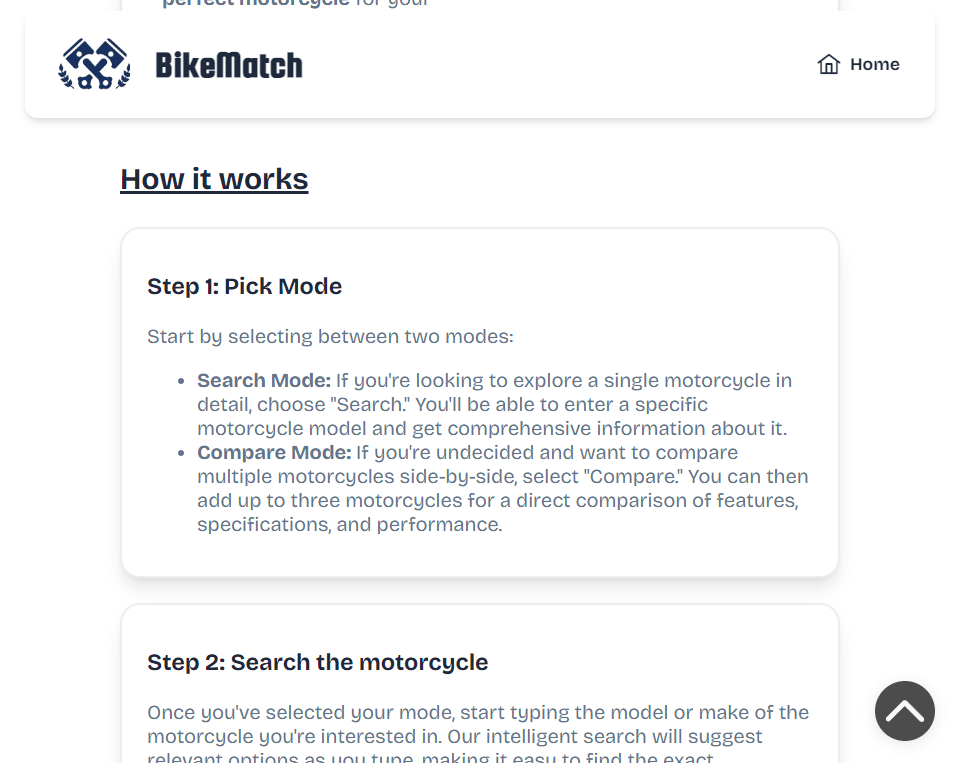 perfect motorcycle for your
BikeMatch
Home
How it works
Step 1: Pick Mode
Start by selecting between two modes:
• Search Mode: If you're looking to explore a single motorcycle in
detail, choose "Search." You'll be able to enter a specific
motorcycle model and get comprehensive information about it.
• Compare Mode: If you're undecided and want to compare
multiple motorcycles side-by-side, select "Compare." You can then
add up to three motorcycles for a direct comparison of features,
specifications, and performance.
Step 2: Search the motorcycle
Once you've selected your mode, start typing the model or make of the
motorcycle you're interested in. Our intelligent search will suggest
relevant options as you type, making it easy to find the exact